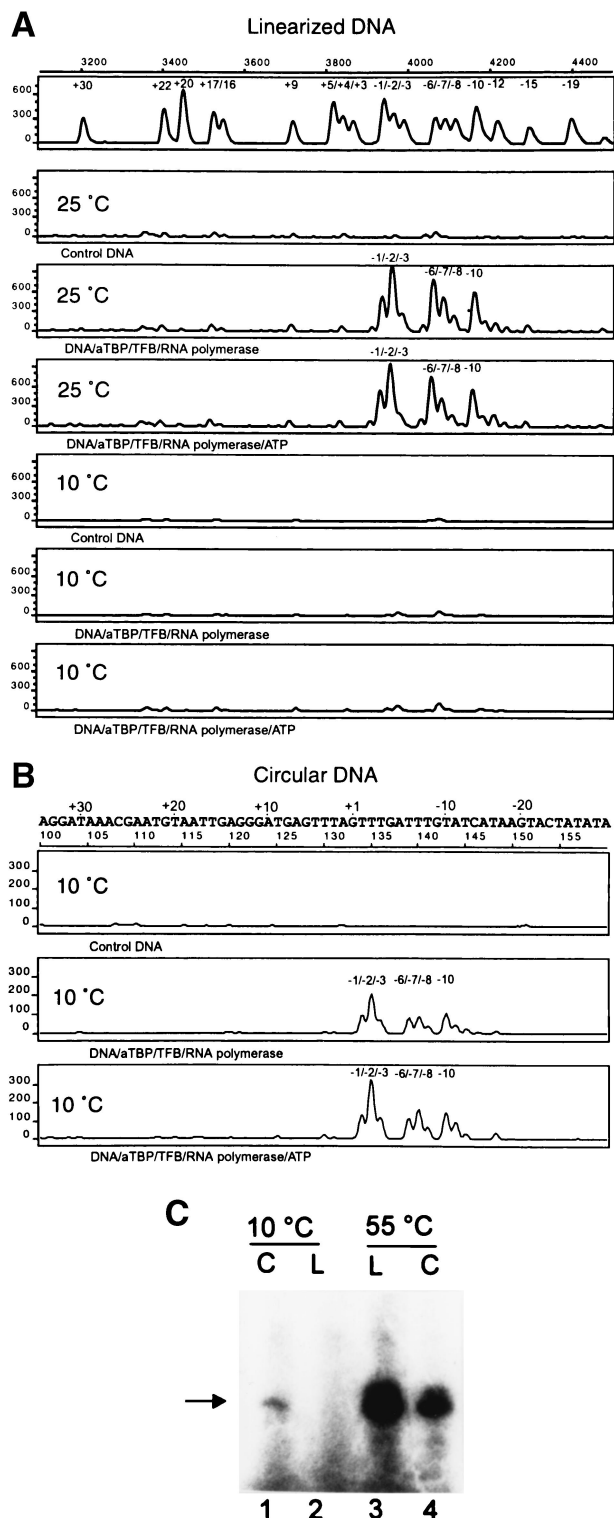 A
Linearized DNA
3200 3400 3600 3800 4000 4200 4400
+30 +22 +20 +17/16 +9 +5/+4/+3 -1/-2/-3 -6/-7/-8 -10 -12 -15 -19
600
300
0
600
300
0
25 °C
Control DNA
-1/-2/-3
-6/-7/-8 -10
600
300
0
25 °C
DNA/aTBP/TFB/RNA polymerase
-1/-2/-3
-6/-7/-8 -10
600
300
0
25 °C
DNA/aTBP/TFB/RNA polymerase/ATP
600
300
0
10 °C
Control DNA
600
300
0
10 °C
DNA/aTBP/TFB/RNA polymerase
600
300
0
10 °C
DNA/aTBP/TFB/RNA polymerase/ATP
B
Circular DNA
+30 +20 +10 +1 -10 -20
AGGATAAACGAATGTAATTGAGGGATGAGTTTAGTTTGATTTGTATCATAAGTACTATATA
100 105 110 115 120 125 130 135 140 145 150 155
300
200
100
0
10 °C
Control DNA
-1/-2/-3 -6/-7/-8 -10
300
200
100
0
10 °C
DNA/aTBP/TFB/RNA polymerase
-1/-2/-3 -6/-7/-8 -10
300
200
100
0
10 °C
DNA/aTBP/TFB/RNA polymerase/ATP
C
10 °C 55 °C
C L L C
1 2 3 4